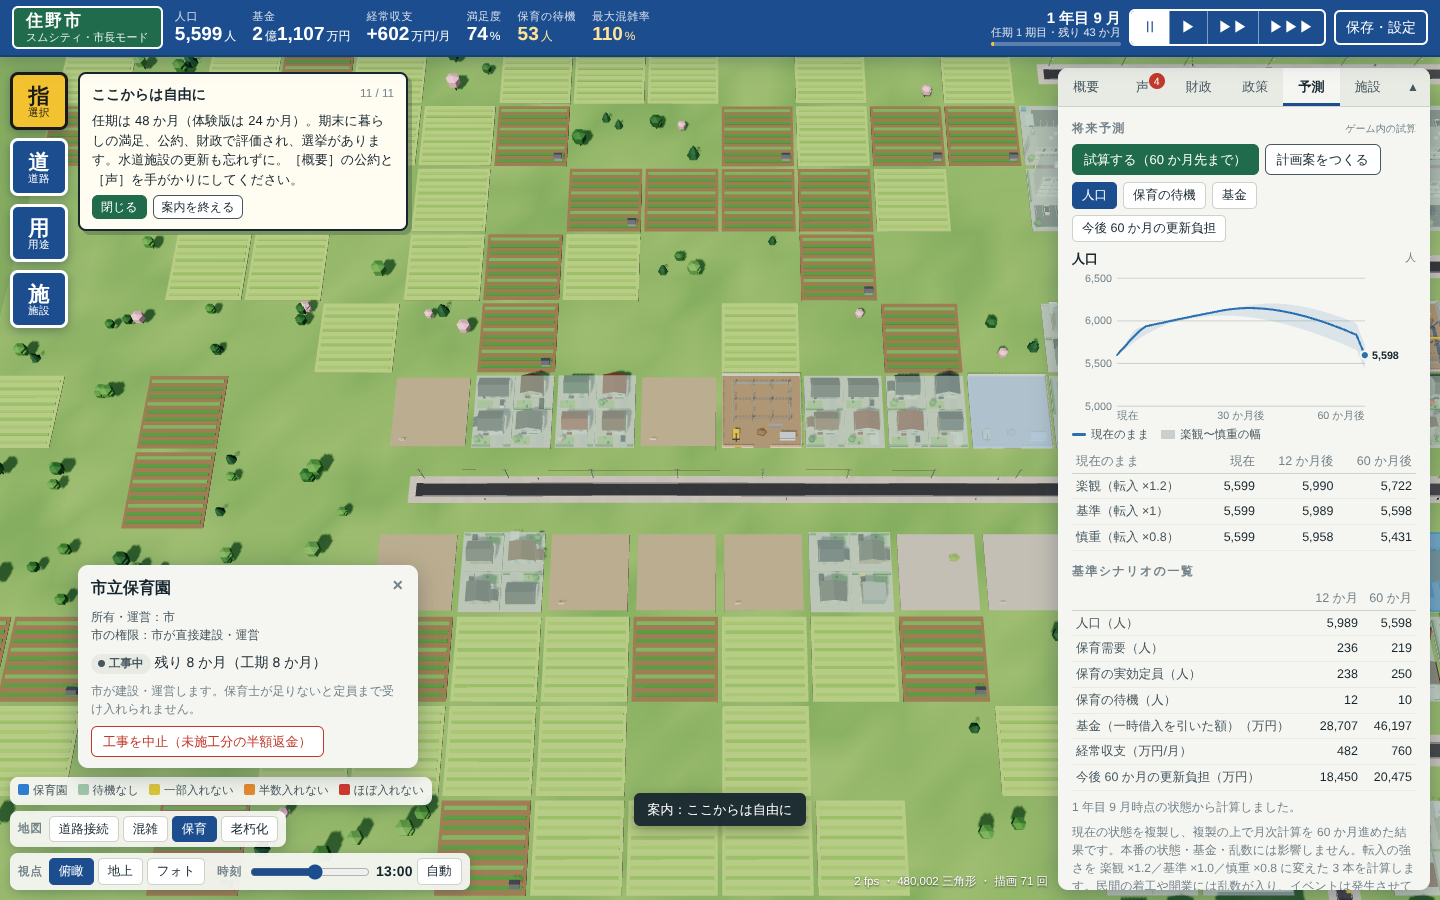 住野市
スムシティ・市長モード
人口
5,599人
基金
2億1,107万円
経常収支
+602万円/月
満足度
74%
保育の待機
53人
最大混雑率
110%
1 年目 9 月
任期 1 期目・残り 43 か月
保存・設定
指
選択
道
道路
用
用途
施
施設
ここからは自由に
11 / 11
任期は 48 か月（体験版は 24 か月）。期末に暮ら
しの満足、公約、財政で評価され、選挙がありま
す。水道施設の更新も忘れずに。［概要］の公約と
［声］を手がかりにしてください。
閉じる
案内を終える
概要
声
4
財政
政策
予測
施設
▲
将来予測
ゲーム内の試算
試算する（60 か月先まで）
計画案をつくる
人口
保育の待機
基金
今後 60 か月の更新負担
人口
人
6,500
6,000
5,500
5,000
5,598
現在
30 か月後
60 か月後
現在のまま
楽観〜慎重の幅
現在のまま 現在 12 か月後 60 か月後
楽観（転入 ×1.2） 5,599 5,990 5,722
基準（転入 ×1） 5,599 5,989 5,598
慎重（転入 ×0.8） 5,599 5,958 5,431
基準シナリオの一覧
12 か月 60 か月
人口（人） 5,989 5,598
保育需要（人） 236 219
保育の実効定員（人） 238 250
保育の待機（人） 12 10
基金（一時借入を引いた額）（万円） 28,707 46,197
経常収支（万円/月） 482 760
今後 60 か月の更新負担（万円） 18,450 20,475
1 年目 9 月時点の状態から計算しました。
現在の状態を複製し、複製の上で月次計算を 60 か月進めた結
果です。本番の状態・基金・乱数には影響しません。転入の強
さを 楽観 ×1.2／基準 ×1.0／慎重 ×0.8 に変えた 3 本を計算しま
す。民間の着工や開業には乱数が入り、イベントは発生させて
市立保育園
×
所有・運営：市
市の権限：市が直接建設・運営
工事中 残り 8 か月（工期 8 か月）
市が建設・運営します。保育士が足りないと定員まで受
け入れられません。
工事を中止（未施工分の半額返金）
保育園 待機なし 一部入れない 半数入れない ほぼ入れない
地図 道路接続 混雑 保育 老朽化
視点 俯瞰 地上 フォト 時刻 13:00 自動
案内：ここからは自由に
2 fps ・ 480,002 三角形 ・ 描画 71 回